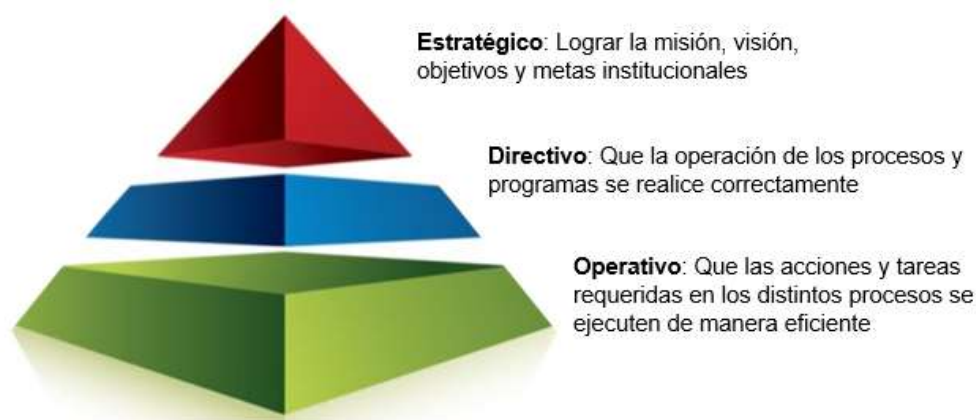 Estratégico: Lograr la misión, visión,
objetivos y metas institucionales
Directivo: Que la operación de los procesos y
programas se realice correctamente
Operativo: Que las acciones y tareas
requeridas en los distintos procesos se
ejecuten de manera eficiente